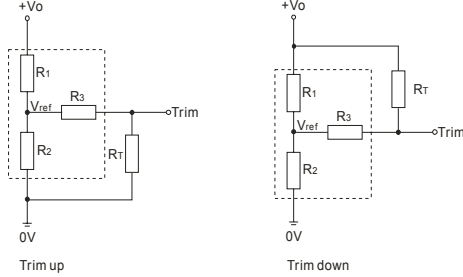 +Vo
R1
Vref
R3
Trim
R2
RT
0V
Trim up
+Vo
R1
RT
Vref
R3
Trim
R2
0V
Trim down